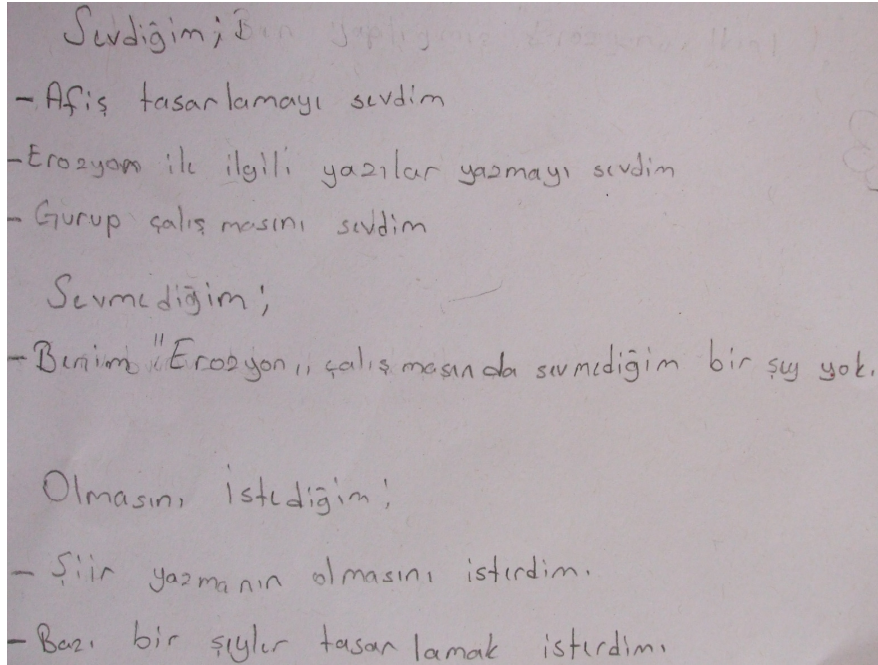 Sevdiğim;
- Afiş tasarlamayı sevdim
- Erozyon ile ilgili yazılar yazmayı sevdim
- Gurup çalışmasını sevdim
Sevmediğim;
- Benim "Erozyon,, çalışmasında sevmediğim bir şey yok.
Olmasını İstediğim;
- Şiir yazmanın olmasını isterdim.
- Bazı bir şeyler tasarlamak isterdim.